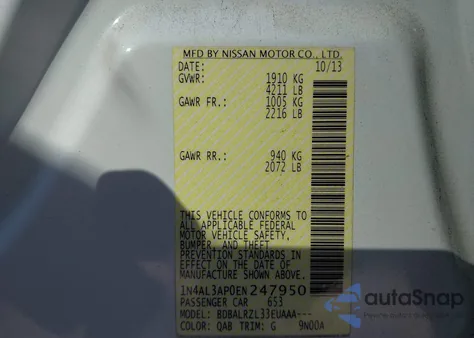 MFD BY NISSAN MOTOR CO., LTD.
DATE: 10/13
GVWR: 1910 KG
4211 LB
GAWR FR.: 1005 KG
2216 LB
GAWR RR.: 940 KG
2072 LB
THIS VEHICLE CONFORMS TO
ALL APPLICABLE FEDERAL
MOTOR VEHICLE SAFETY,
BUMPER, AND THEFT
PREVENTION STANDARDS IN
EFFECT ON THE DATE OF
MANUFACTURE SHOWN ABOVE.
1N4AL3AP0EN247950
PASSENGER CAR 653
MODEL: BDBALRZL33EUAAA---
COLOR: QAB TRIM: G 9N00A
autoSnap